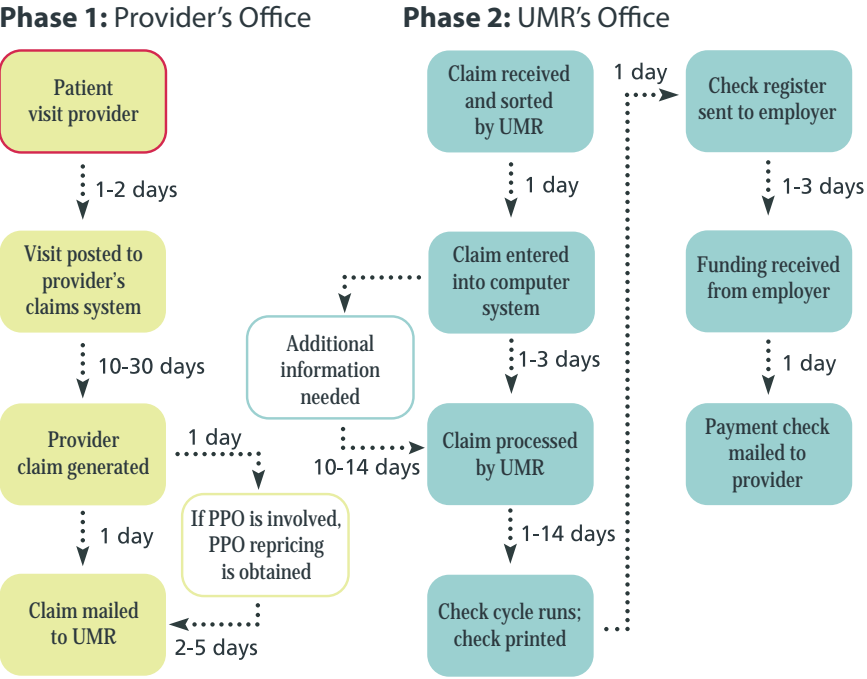 Phase 1: Provider's Office
Patient
visit provider
1-2 days
Visit posted to
provider's
claims system
10-30 days
Provider
claim generated
1 day
If PPO is involved,
PPO repricing
is obtained
1 day
2-5 days
Claim mailed
to UMR
Phase 2: UMR's Office
Claim received
and sorted
by UMR
1 day
Claim entered
into computer
system
Additional
information
needed
1-3 days
10-14 days
Claim processed
by UMR
1-14 days
Check cycle runs;
check printed
1 day
Check register
sent to employer
1-3 days
Funding received
from employer
1 day
Payment check
mailed to
provider